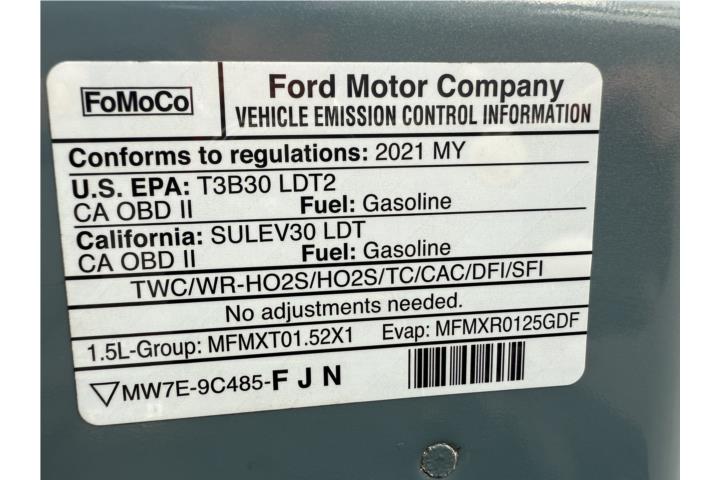 FoMoCo
Ford Motor Company
VEHICLE EMISSION CONTROL INFORMATION
Conforms to regulations: 2021 MY
U.S. EPA: T3B30 LDT2
CA OBD II Fuel: Gasoline
California: SULEV30 LDT
CA OBD II Fuel: Gasoline
TWC/WR-HO2S/HO2S/TC/CAC/DFI/SFI
No adjustments needed.
1.5L-Group: MFMXT01.52X1 Evap: MFMXR0125GDF
MW7E-9C485-F J N